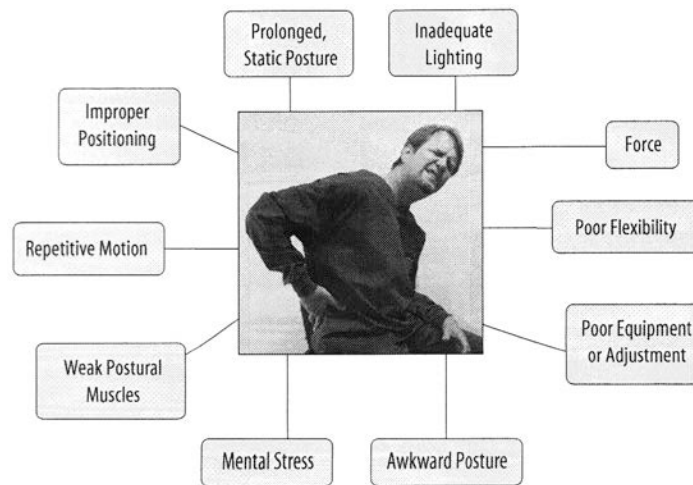 Prolonged,
Static Posture
Inadequate
Lighting
Improper
Positioning
Force
Repetitive Motion
Poor Flexibility
Weak Postural
Muscles
Poor Equipment
or Adjustment
Mental Stress
Awkward Posture